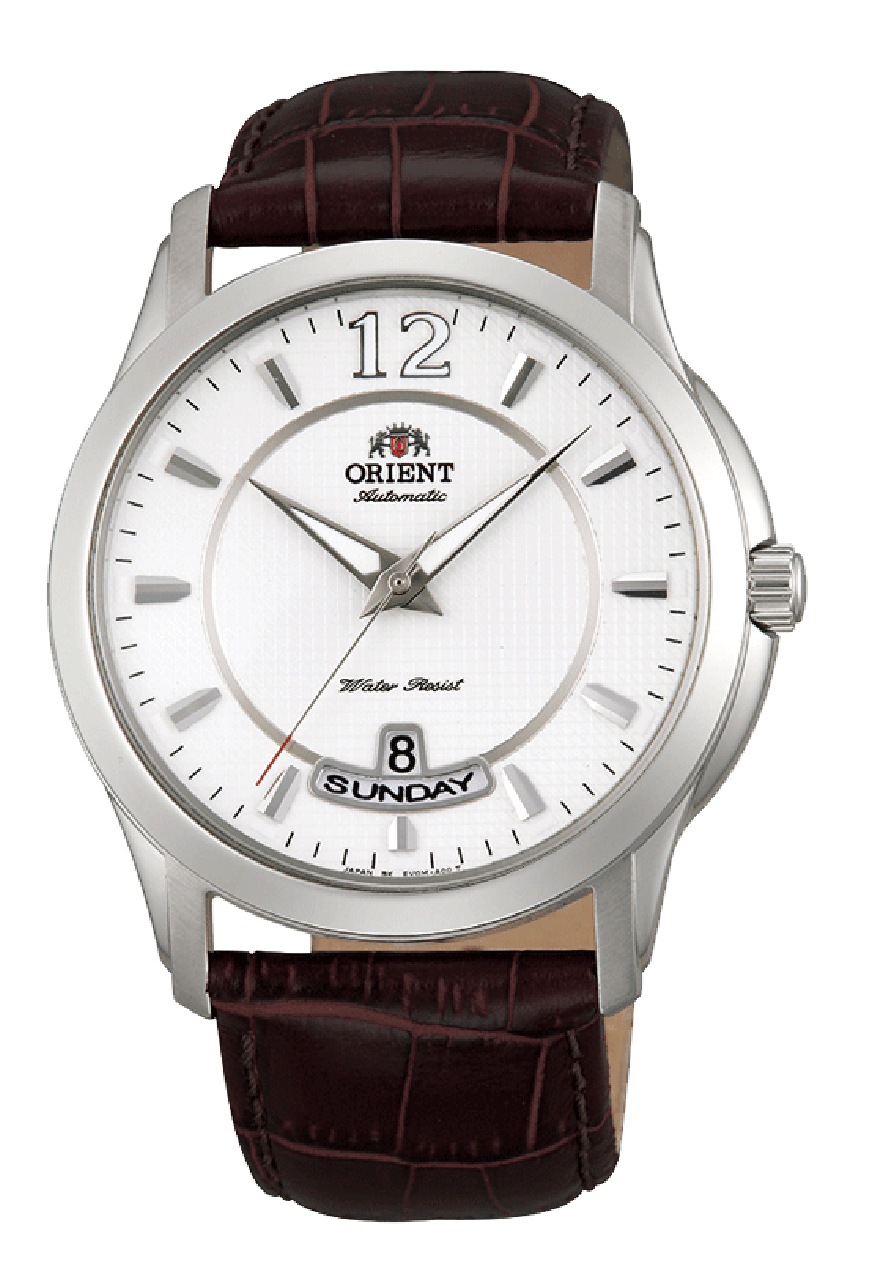 12
ORIENT
Automatic
Water Resist
8
SUNDAY